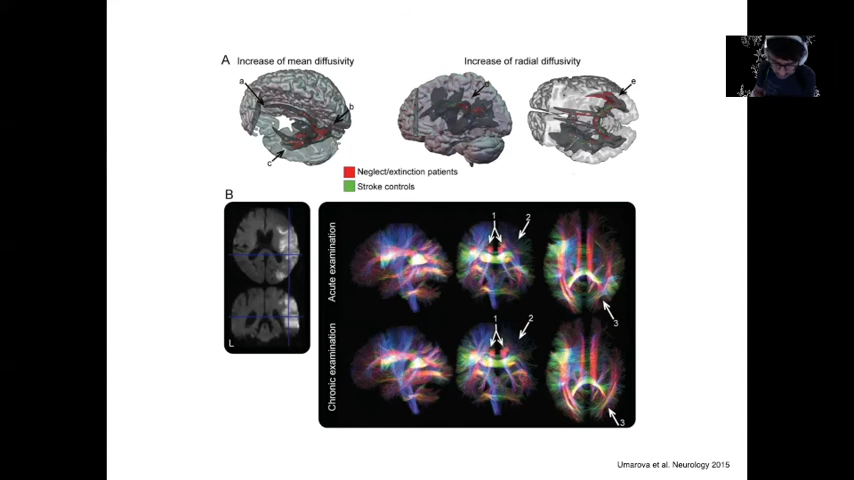 A Increase of mean diffusivity
Increase of radial diffusivity
a
b
c
e
Neglect/extinction patients
Stroke controls
B
L
Acute examination
1
2
3
Chronic examination
1
2
3
Umarova et al. Neurology 2015